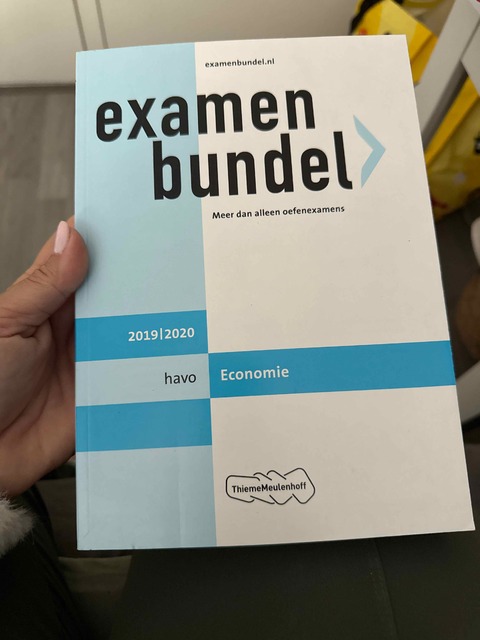 examenbundel.nl
examen
bundel
Meer dan alleen oefenexamens
2019|2020
havo
Economie
ThiemeMeulenhoff